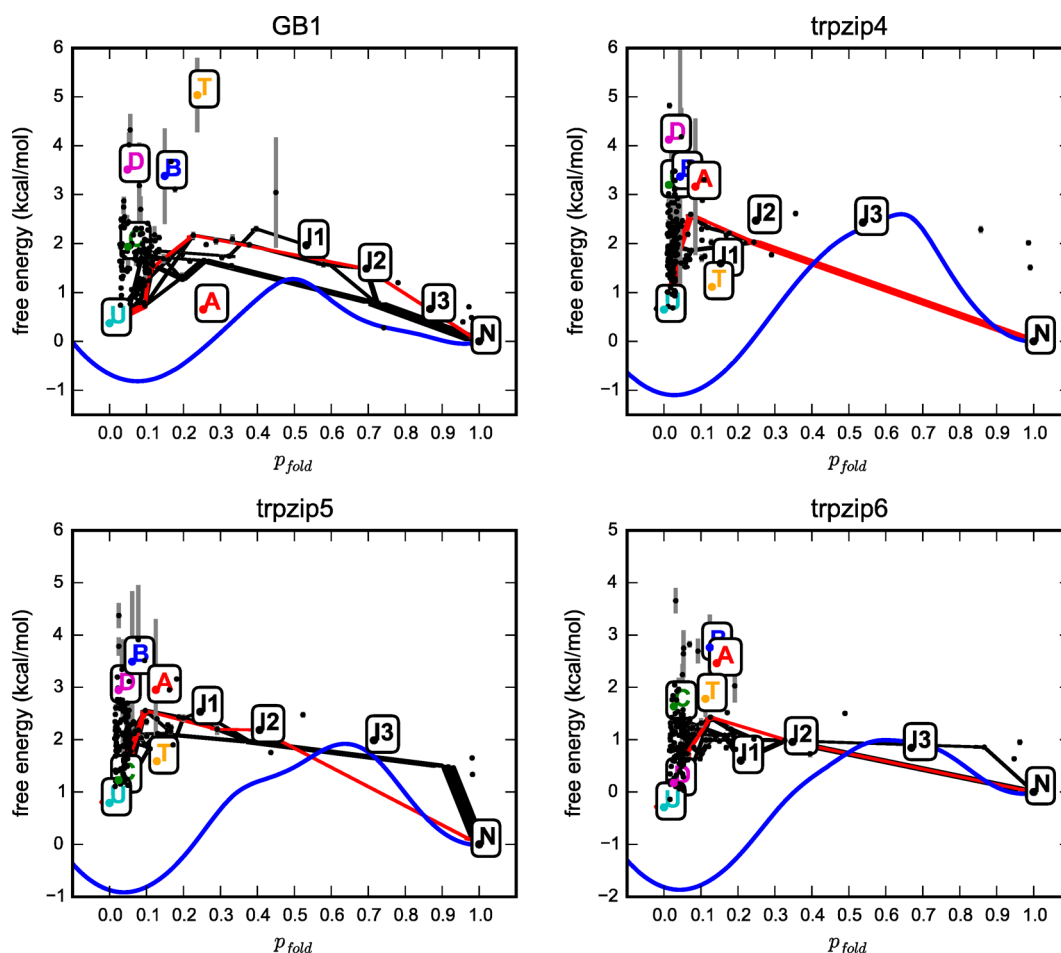 GB1
free energy (kcal/mol)
6
5
4
3
2
1
0
−1
T
D
B
C
U
A
J1
J2
J3
N
0.0 0.1 0.2 0.3 0.4 0.5 0.6 0.7 0.8 0.9 1.0
p_fold
trpzip4
free energy (kcal/mol)
6
5
4
3
2
1
0
−1
D
B
A
J2
J3
J1
T
U
N
0.0 0.1 0.2 0.3 0.4 0.5 0.6 0.7 0.8 0.9 1.0
p_fold
trpzip5
free energy (kcal/mol)
6
5
4
3
2
1
0
−1
B
D
A
J1
J2
J3
T
C
U
N
0.0 0.1 0.2 0.3 0.4 0.5 0.6 0.7 0.8 0.9 1.0
p_fold
trpzip6
free energy (kcal/mol)
5
4
3
2
1
0
−1
−2
B
A
C
T
J1
J2
J3
D
U
N
0.0 0.1 0.2 0.3 0.4 0.5 0.6 0.7 0.8 0.9 1.0
p_fold